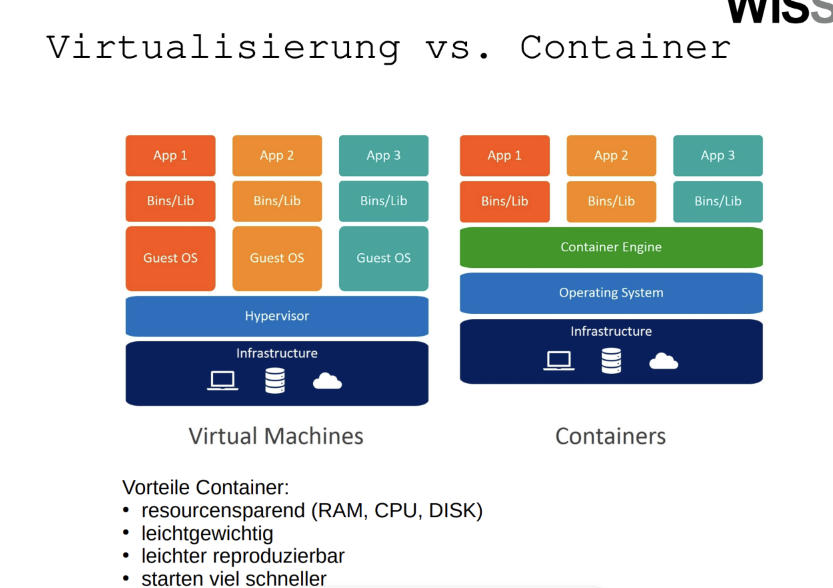 WISS
Virtualisierung vs. Container
App 1 App 2 App 3
Bins/Lib Bins/Lib Bins/Lib
Guest OS Guest OS Guest OS
Hypervisor
Infrastructure
Virtual Machines
App 1 App 2 App 3
Bins/Lib Bins/Lib Bins/Lib
Container Engine
Operating System
Infrastructure
Containers
Vorteile Container:
• resourcensparend (RAM, CPU, DISK)
• leichtgewichtig
• leichter reproduzierbar
• starten viel schneller